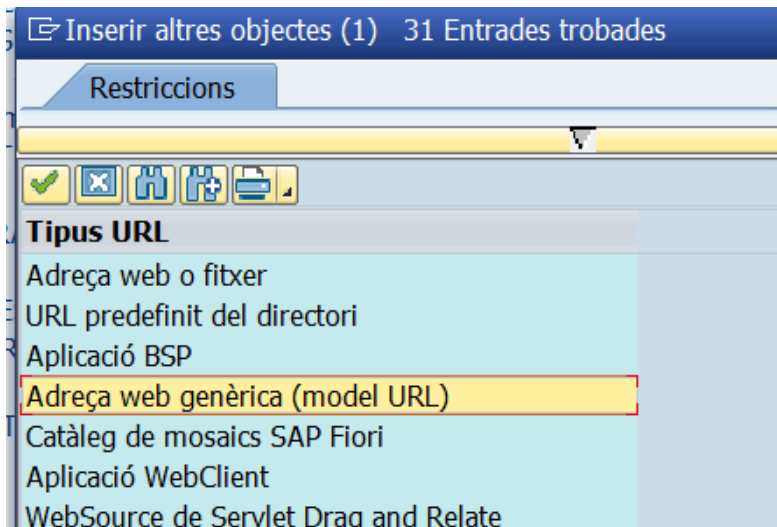 Inserir altres objectes (1) 31 Entrades trobades
Restriccions
Tipus URL
Adreça web o fitxer
URL predefinit del directori
Aplicació BSP
Adreça web genèrica (model URL)
Catàleg de mosaics SAP Fiori
Aplicació WebClient
WebSource de Servlet Drag and Relate